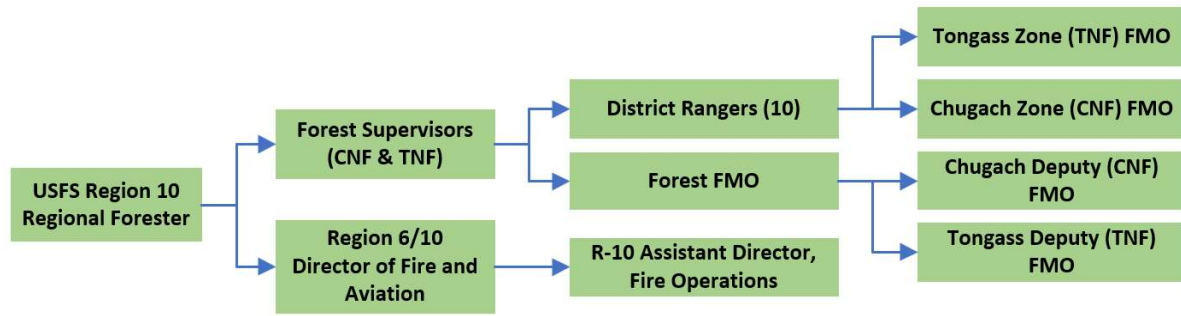 USFS Region 10
Regional Forester
Forest Supervisors
(CNF & TNF)
Region 6/10
Director of Fire and
Aviation
District Rangers (10)
Forest FMO
R-10 Assistant Director,
Fire Operations
Tongass Zone (TNF) FMO
Chugach Zone (CNF) FMO
Chugach Deputy (CNF)
FMO
Tongass Deputy (TNF)
FMO